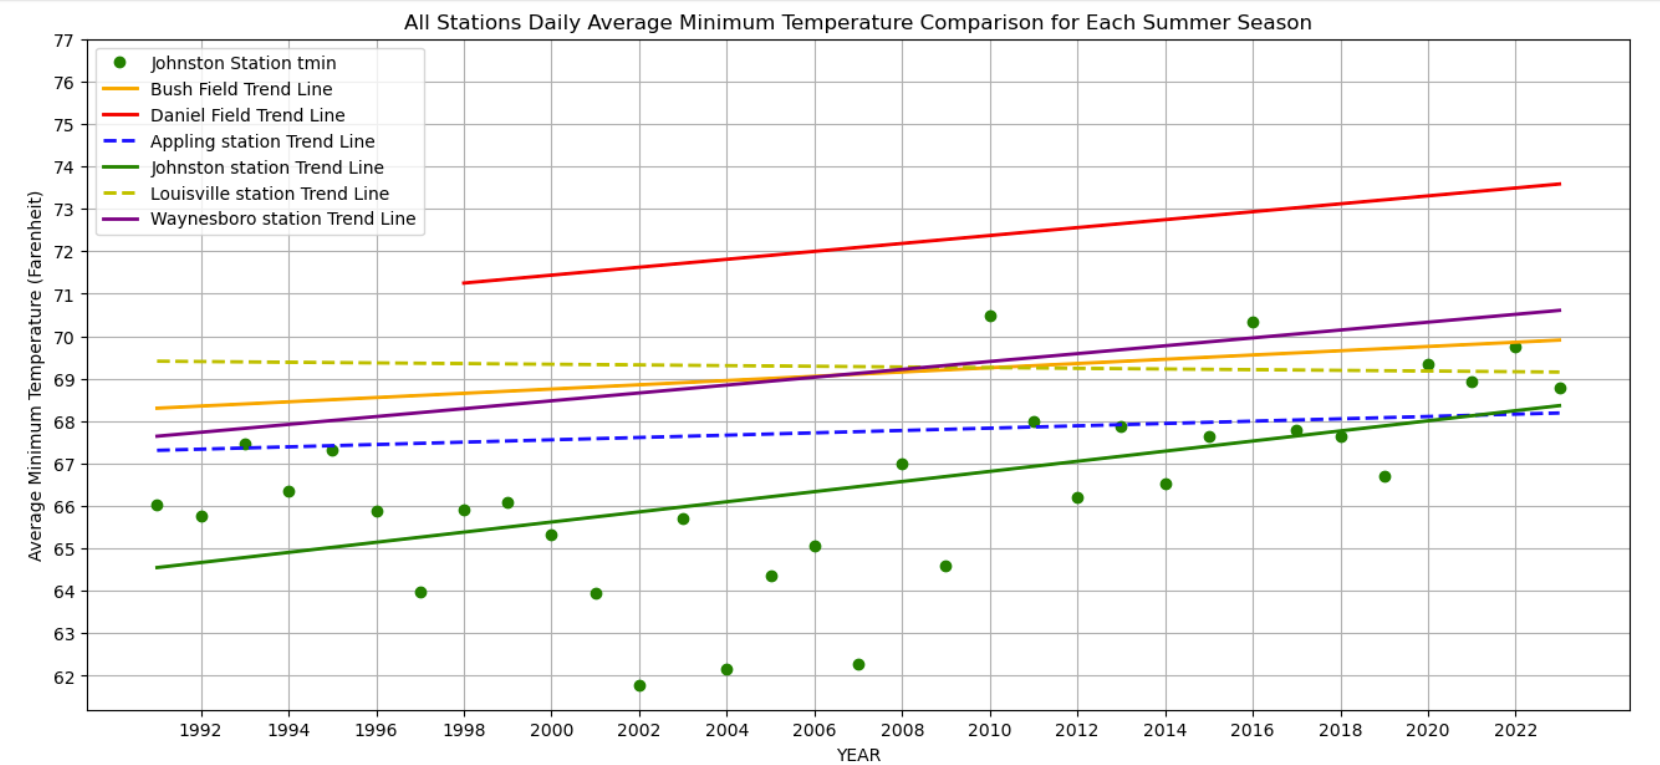 All Stations Daily Average Minimum Temperature Comparison for Each Summer Season
77
76
75
74
73
72
71
70
69
68
67
66
65
64
63
62
Average Minimum Temperature (Farenheit)
Johnston Station tmin
Bush Field Trend Line
Daniel Field Trend Line
Appling station Trend Line
Johnston station Trend Line
Louisville station Trend Line
Waynesboro station Trend Line
1992 1994 1996 1998 2000 2002 2004 2006 2008 2010 2012 2014 2016 2018 2020 2022
YEAR